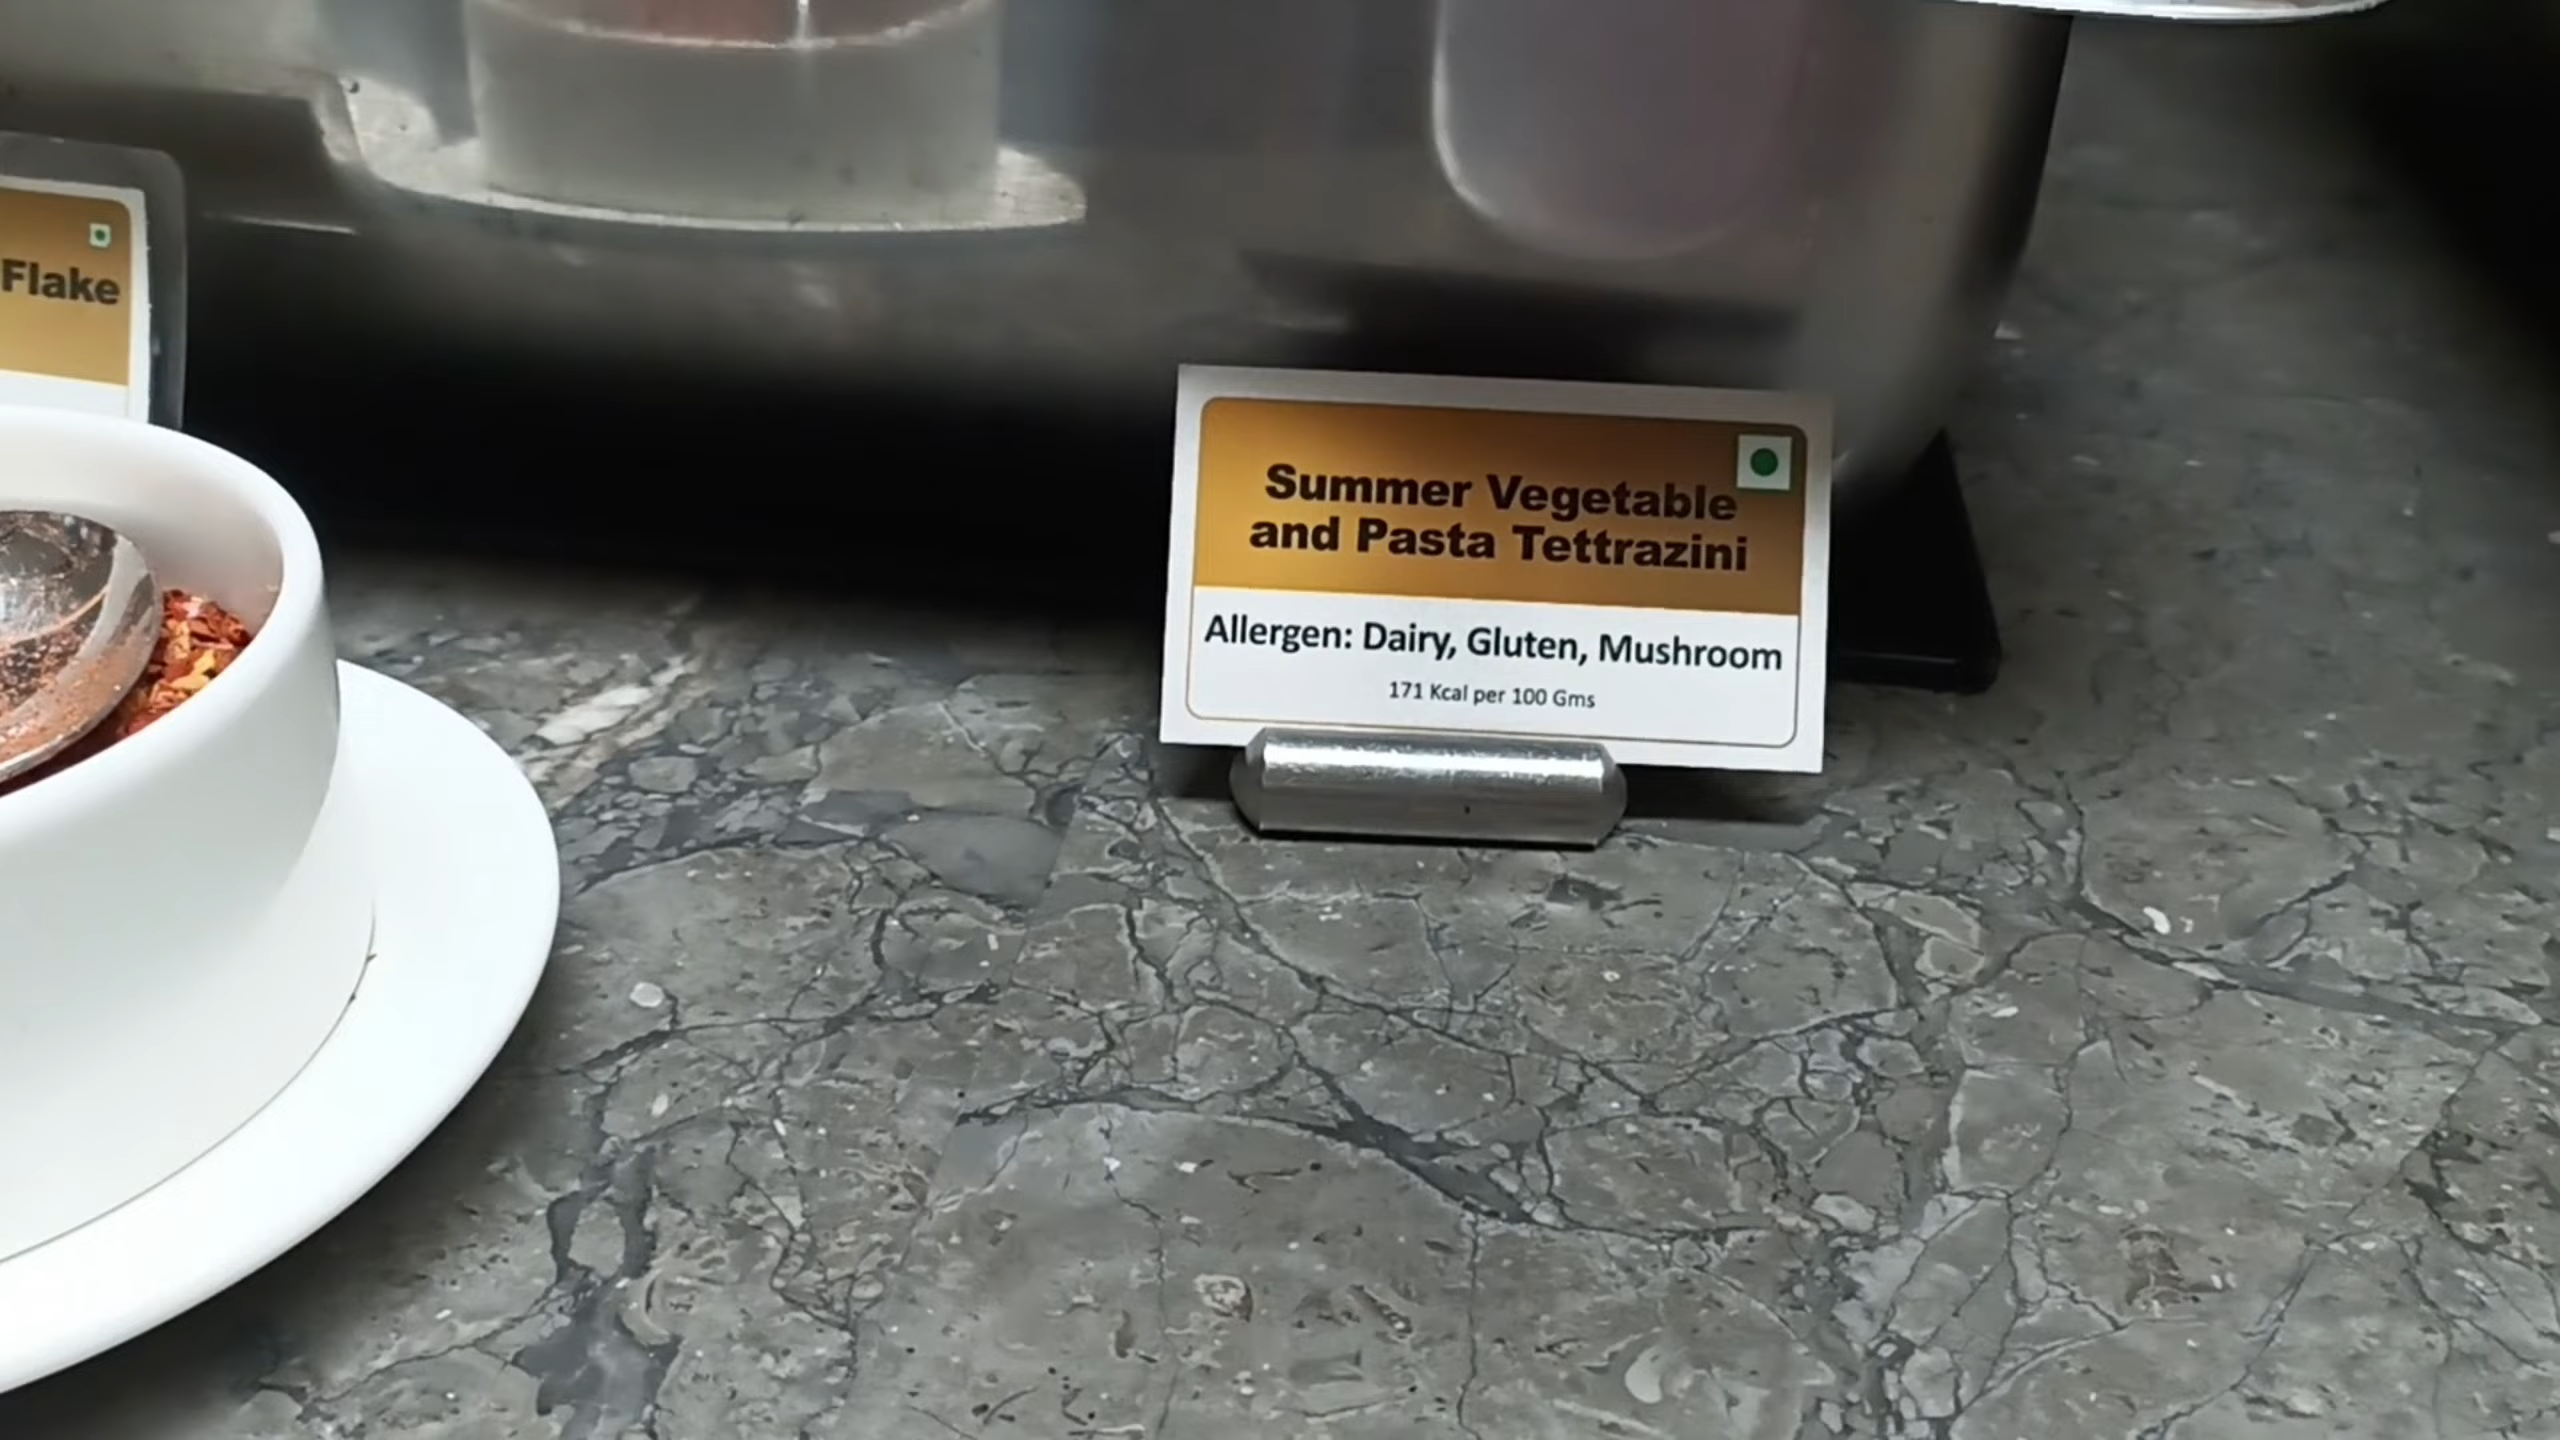 Flake
Summer Vegetable
and Pasta Tettrazini
Allergen: Dairy, Gluten, Mushroom
171 Kcal per 100 Gms